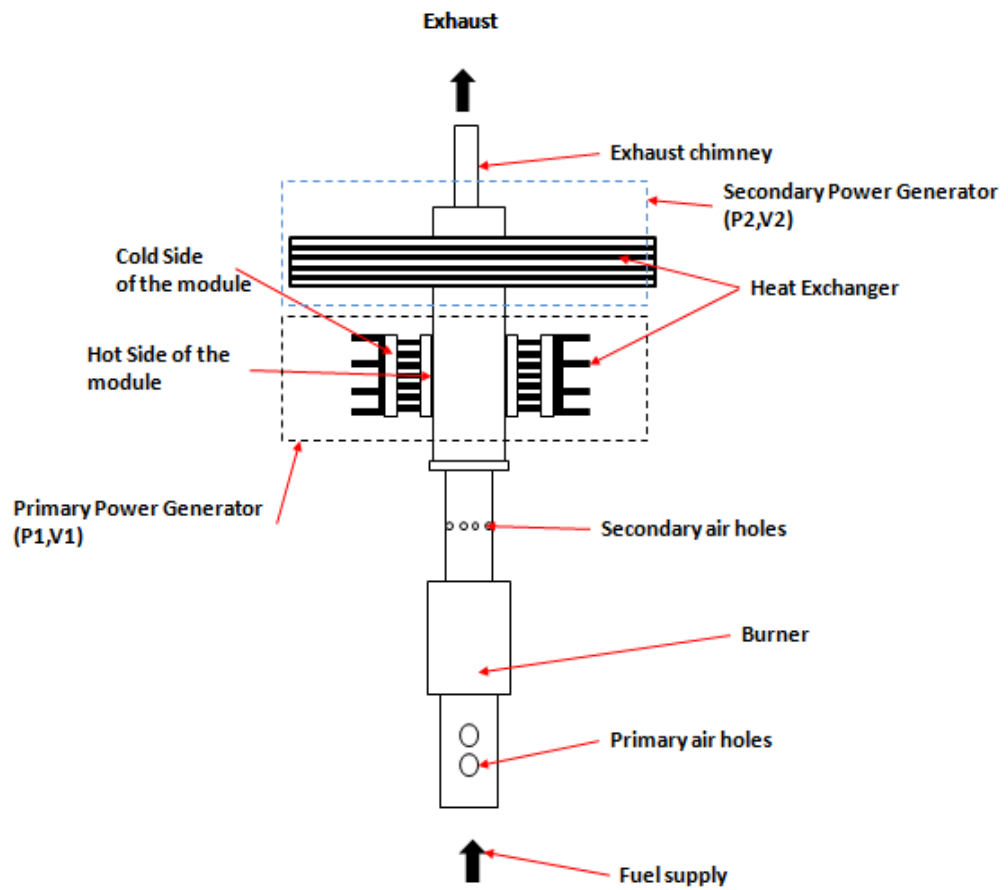 Exhaust
Exhaust chimney
Secondary Power Generator
(P2,V2)
Cold Side
of the module
Heat Exchanger
Hot Side of the
module
Primary Power Generator
(P1,V1)
Secondary air holes
Burner
Primary air holes
Fuel supply